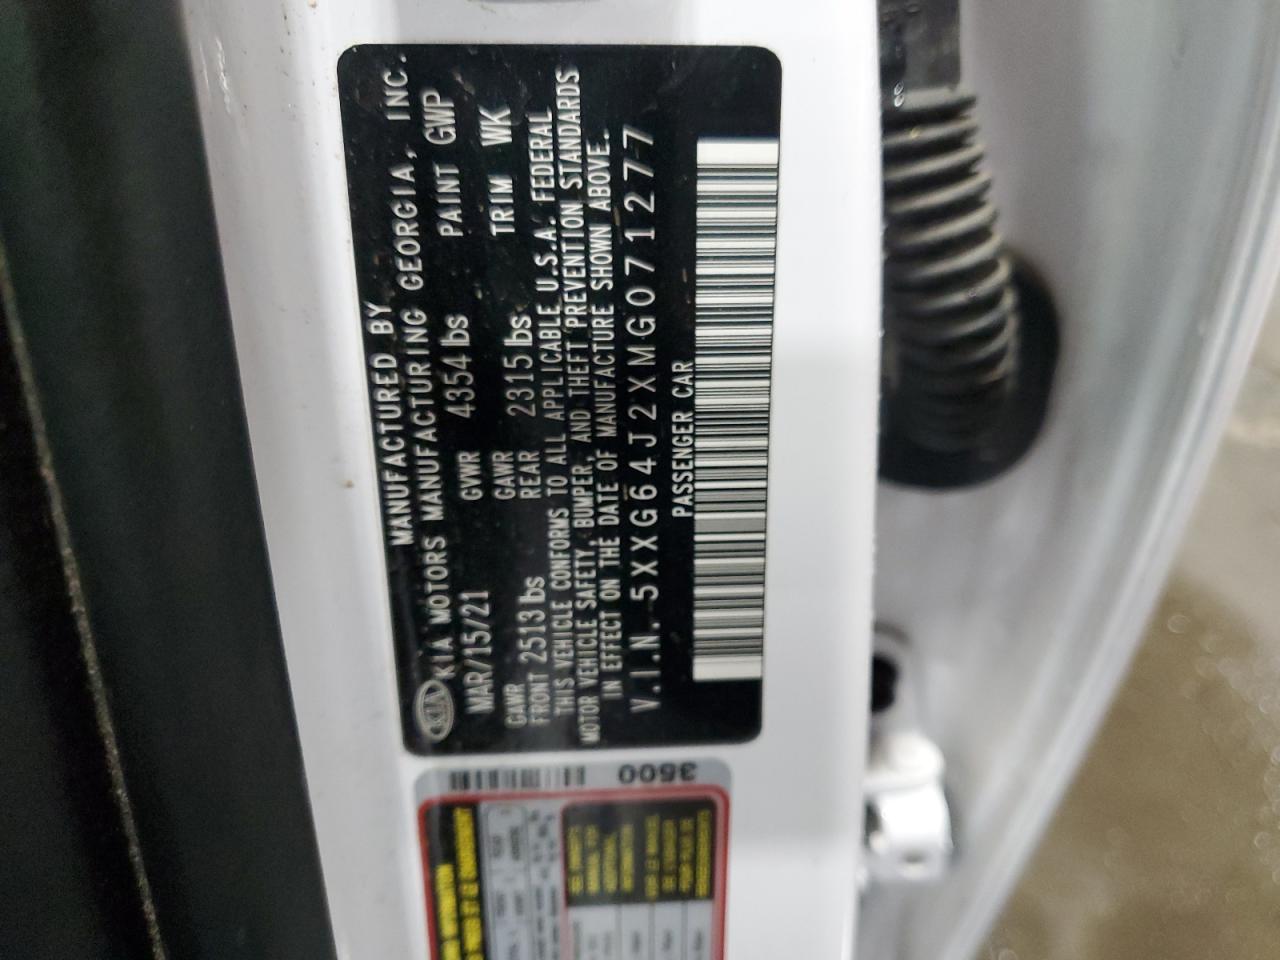 MANUFACTURED BY
KIA KIA MOTORS MANUFACTURING GEORGIA, INC.
MAR/15/21 GVWR 4354 lbs PAINT GWP
GAWR FRONT 2513 lbs GAWR REAR 2315 lbs TRIM WK
THIS VEHICLE CONFORMS TO ALL APPLICABLE U.S.A. FEDERAL
MOTOR VEHICLE SAFETY, BUMPER, AND THEFT PREVENTION STANDARDS
IN EFFECT ON THE DATE OF MANUFACTURE SHOWN ABOVE.
V.I.N. 5XXG64J2XMG071277
PASSENGER CAR
3500